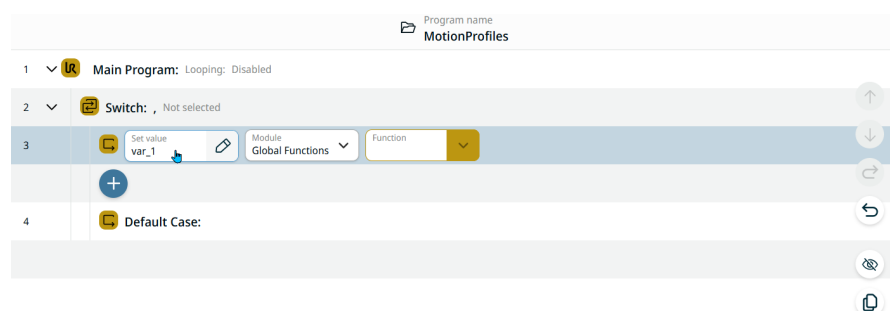 Program name
MotionProfiles
1 Main Program: Looping: Disabled
2 Switch: , Not selected
3 Set value var_1 Module Global Functions Function
4 Default Case: